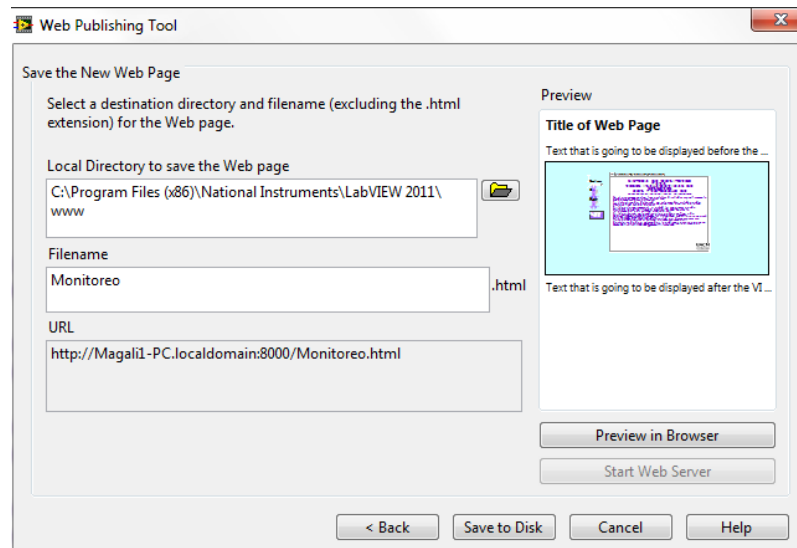 Web Publishing Tool
Save the New Web Page
Select a destination directory and filename (excluding the .html
extension) for the Web page.
Local Directory to save the Web page
C:\Program Files (x86)\National Instruments\LabVIEW 2011\
www
Filename
Monitoreo
.html
URL
http://Magali1-PC.localdomain:8000/Monitoreo.html
Preview
Title of Web Page
Text that is going to be displayed before the ...
Text that is going to be displayed after the VI ...
Preview in Browser
Start Web Server
< Back
Save to Disk
Cancel
Help